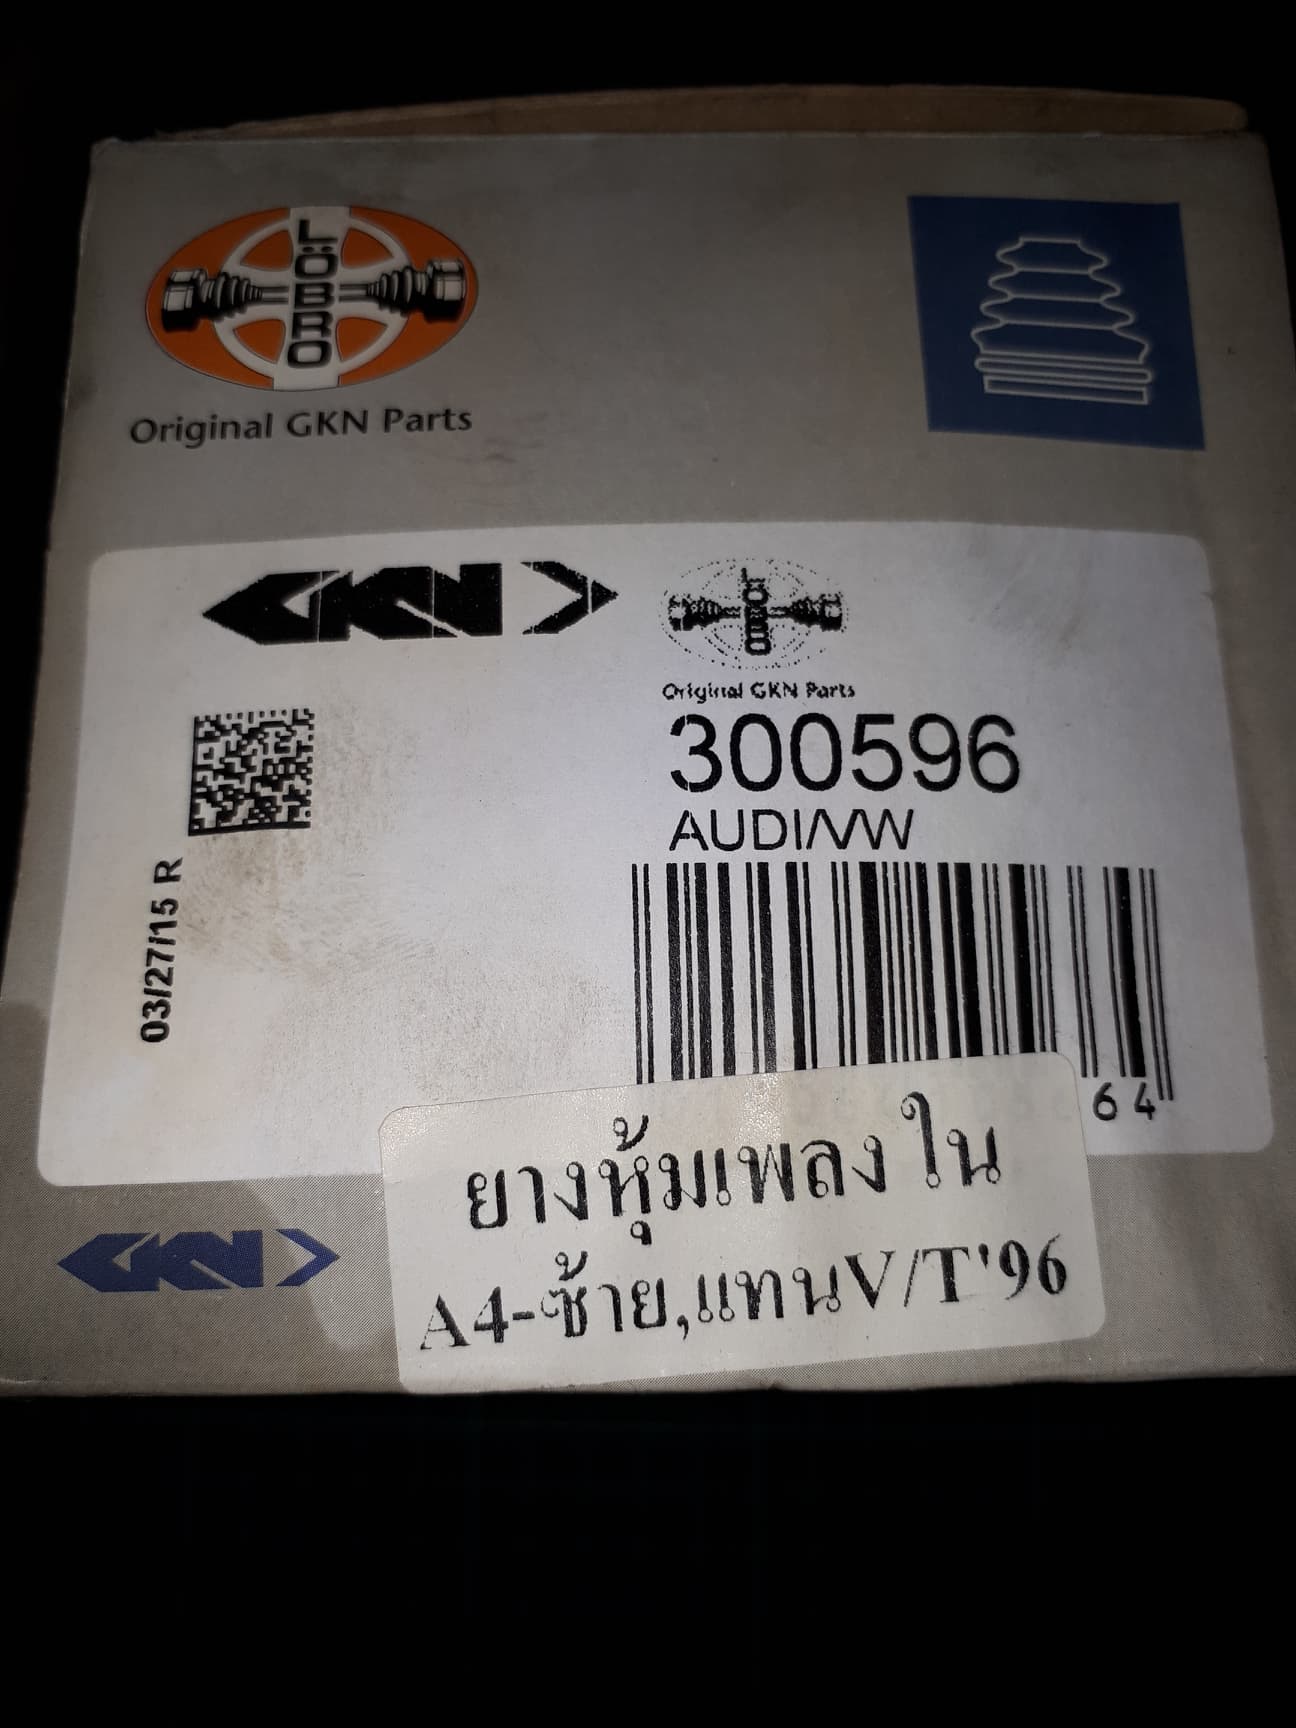 LÖBRO
Original GKN Parts
GKN
LÖBRO
Original GKN Parts
300596
AUDI/VW
03/27/15 R
64
ยางหุ้มเพลง ใน
A4-ซ้าย,แทนV/T'96
GKN